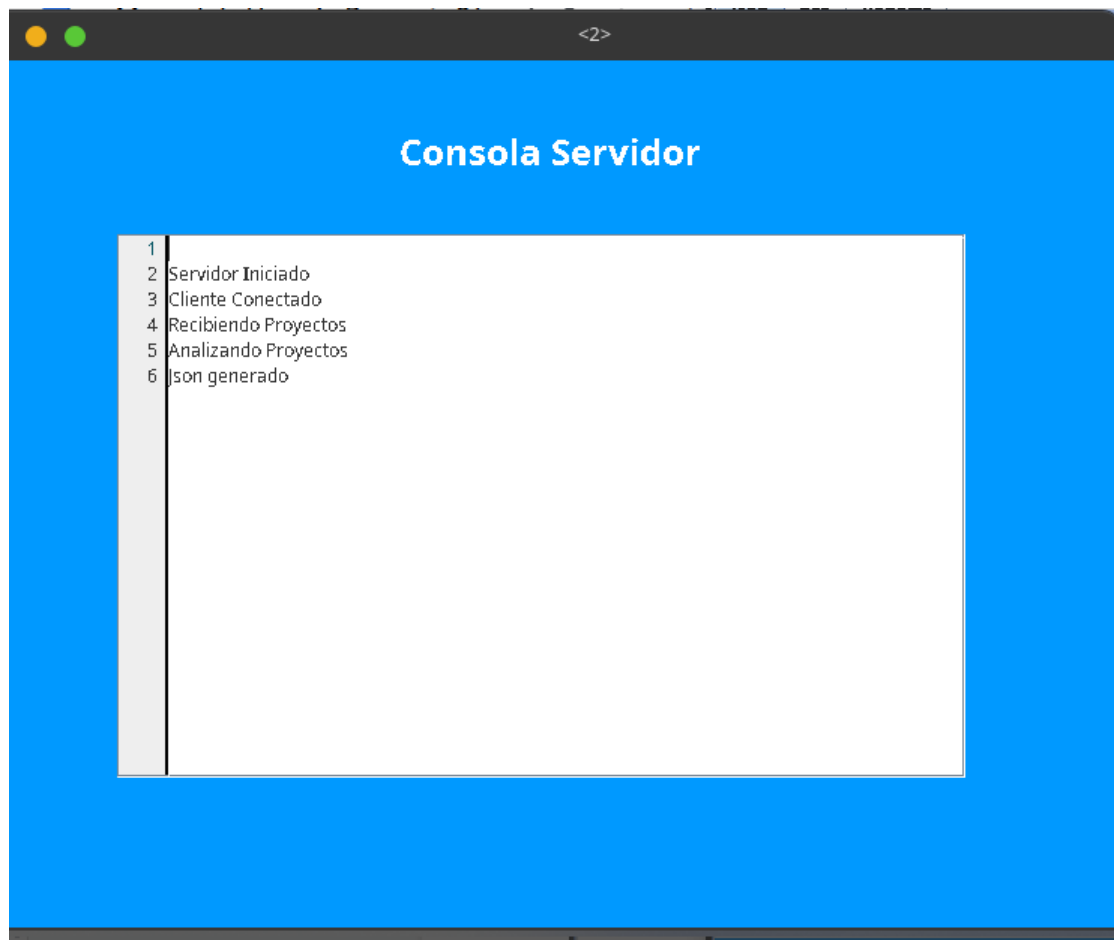 <2>
Consola Servidor
1
2 Servidor Iniciado
3 Cliente Conectado
4 Recibiendo Proyectos
5 Analizando Proyectos
6 Json generado